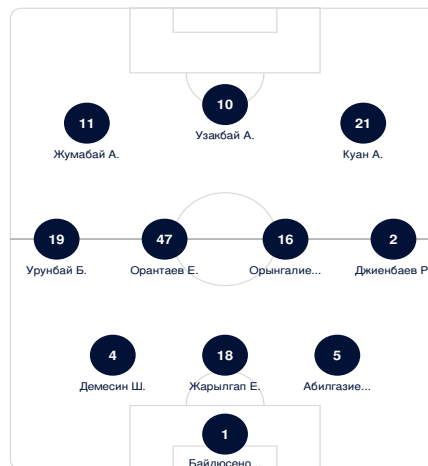 10
Узакбай А.
11
Жумабай А.
21
Куан А.
19
Урунбай Б.
47
Орантаев Е.
16
Орынгалие...
2
Джиенбаев Р
4
Демесин Ш.
18
Жарылгап Е.
5
Абилгазие...
1
Байдюсено...